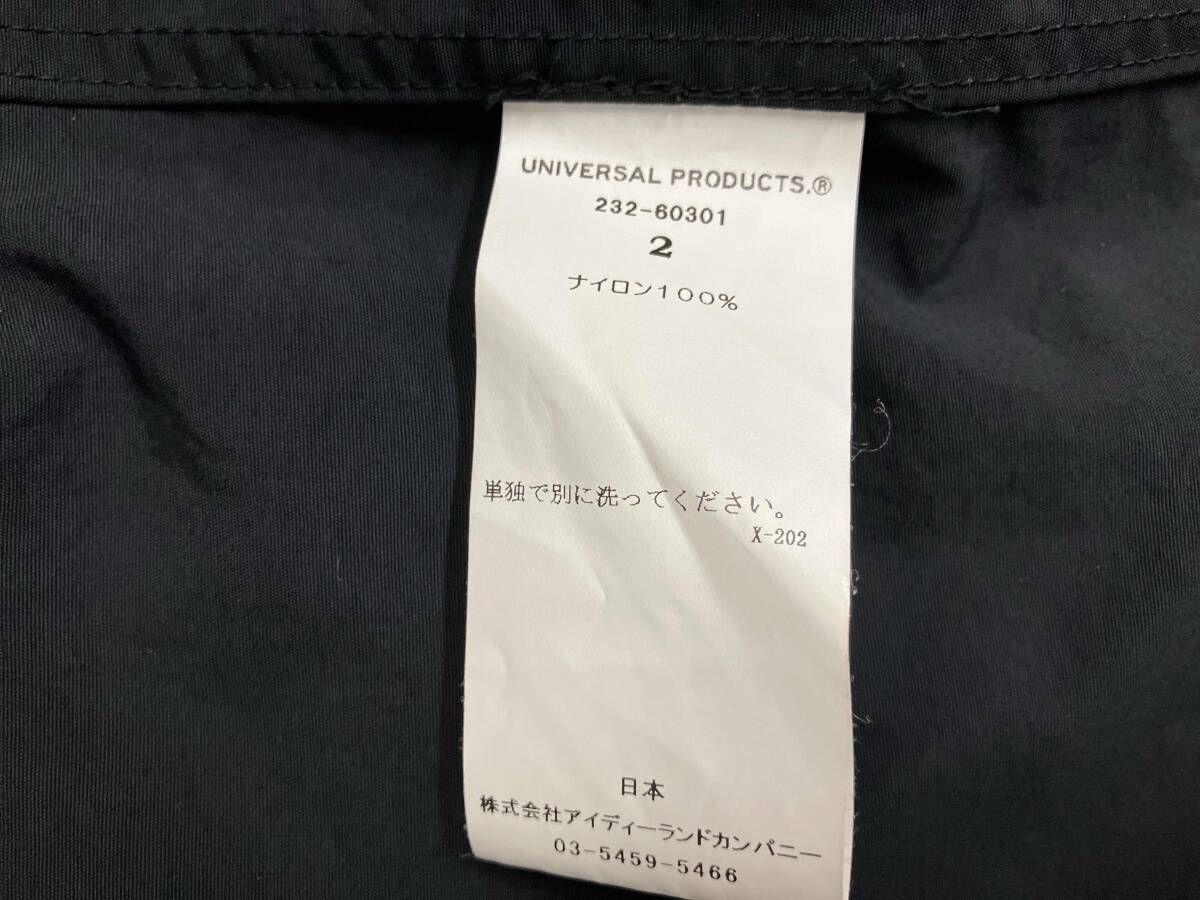 UNIVERSAL PRODUCTS.®
232-60301
2
ナイロン100%
単独で別に洗ってください。
X-202
日本
株式会社アイディーランドカンパニー
03-5459-5466